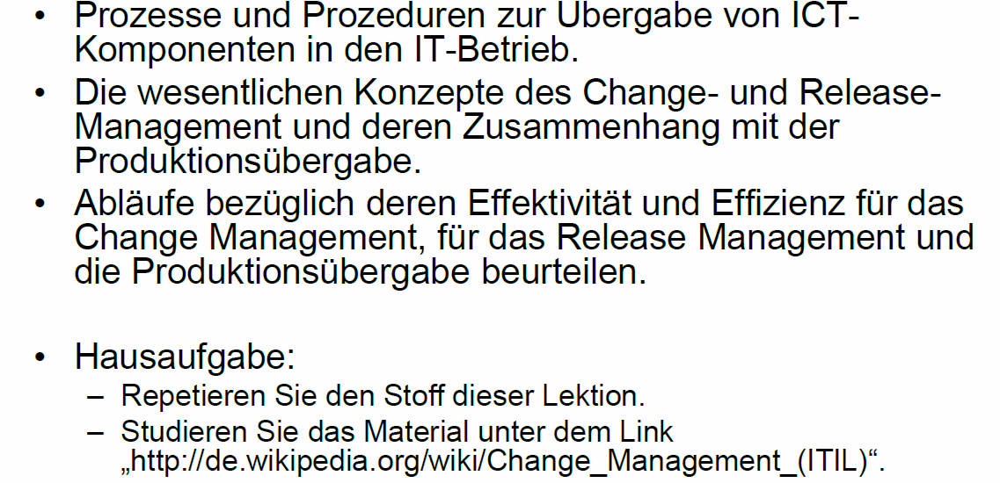 • Prozesse und Prozeduren zur Übergabe von ICT-
Komponenten in den IT-Betrieb.
• Die wesentlichen Konzepte des Change- und Release-
Management und deren Zusammenhang mit der
Produktionsübergabe.
• Abläufe bezüglich deren Effektivität und Effizienz für das
Change Management, für das Release Management und
die Produktionsübergabe beurteilen.
• Hausaufgabe:
– Repetieren Sie den Stoff dieser Lektion.
– Studieren Sie das Material unter dem Link
„http://de.wikipedia.org/wiki/Change_Management_(ITIL)“.